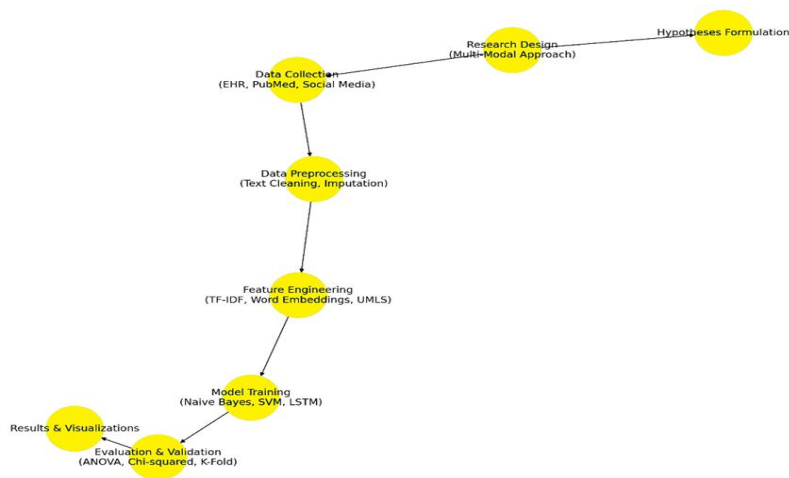 Hypotheses Formulation
Research Design
(Multi-Modal Approach)
Data Collection
(EHR, PubMed, Social Media)
Data Preprocessing
(Text Cleaning, Imputation)
Feature Engineering
(TF-IDF, Word Embeddings, UMLS)
Model Training
(Naive Bayes, SVM, LSTM)
Results & Visualizations
Evaluation & Validation
(ANOVA, Chi-squared, K-Fold)